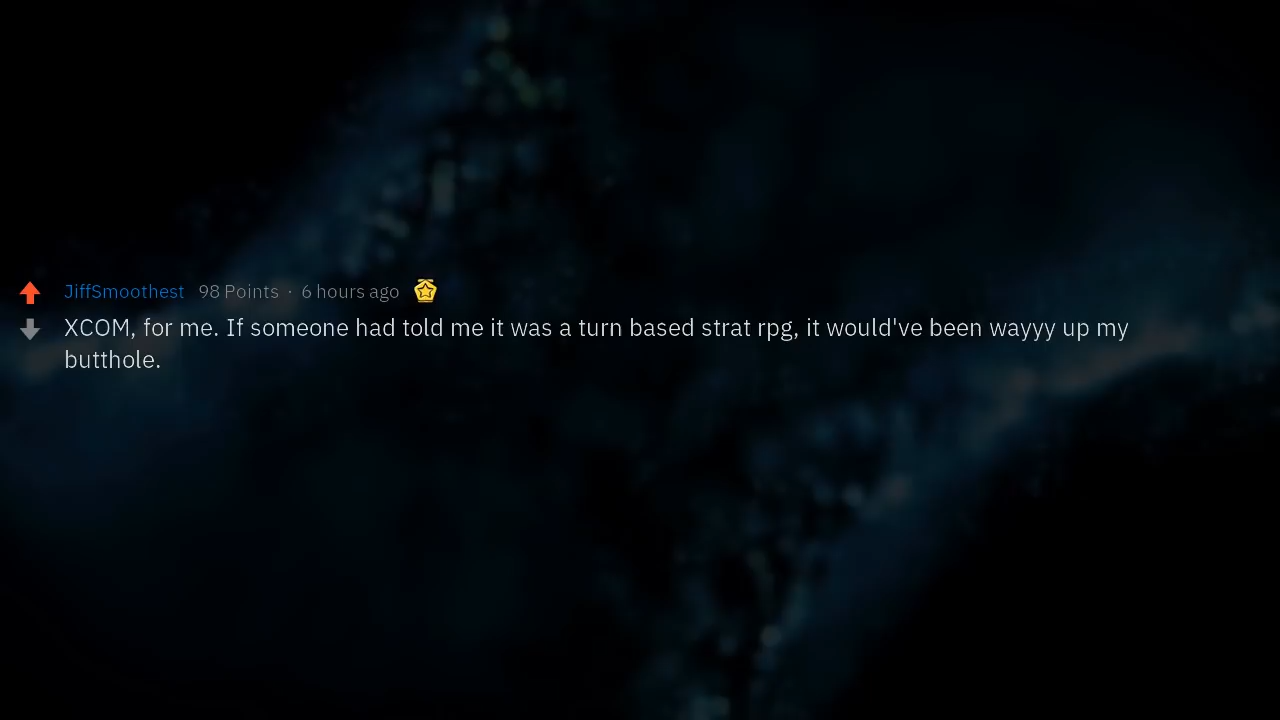 JiffSmoothest 98 Points · 6 hours ago
XCOM, for me. If someone had told me it was a turn based strat rpg, it would've been wayyy up my
butthole.